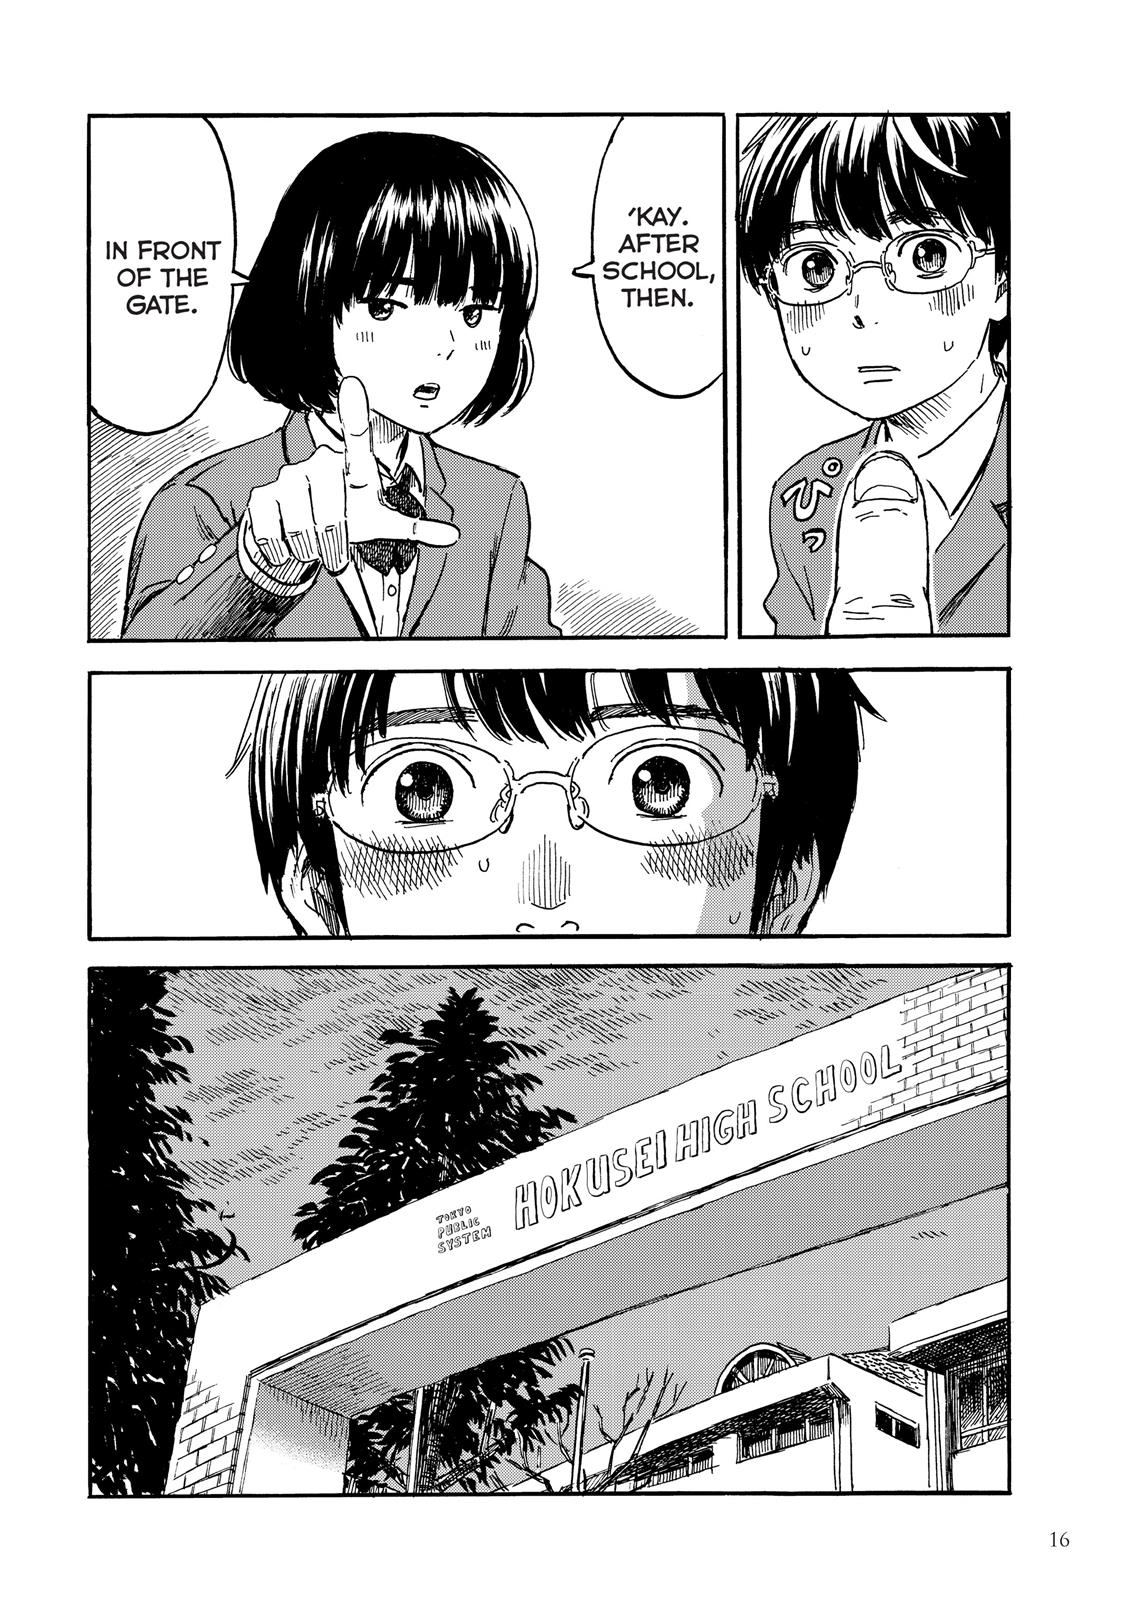 ぴっ
'KAY.
AFTER
SCHOOL,
THEN.
IN FRONT
OF THE
GATE.
TOKYO
PUBLIC
SYSTEM
HOKUSEI HIGH SCHOOL
16